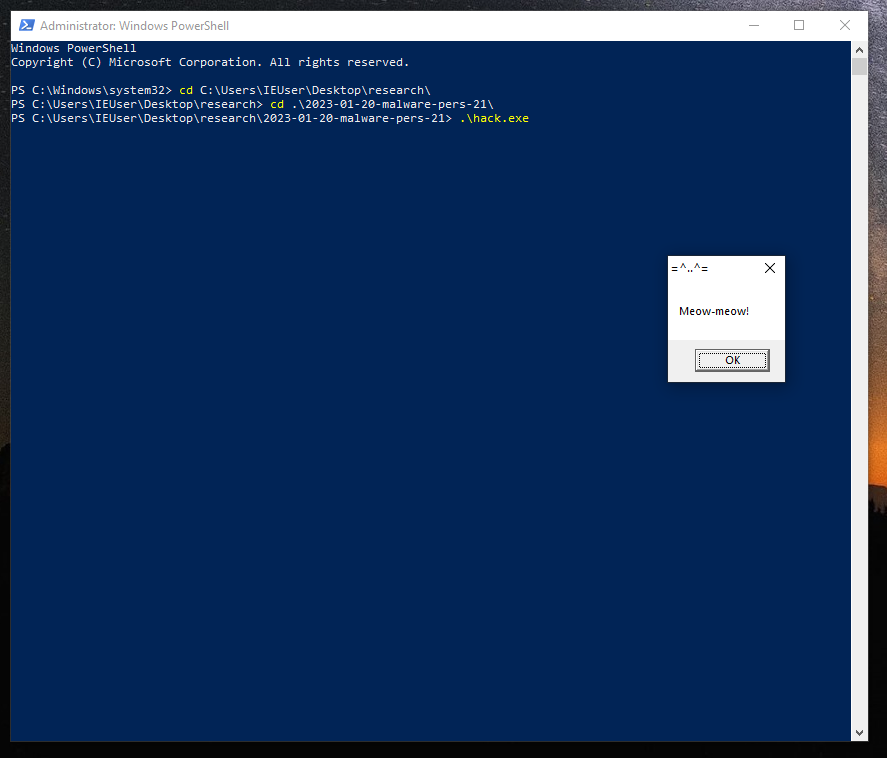 Administrator: Windows PowerShell
Windows PowerShell
Copyright (C) Microsoft Corporation. All rights reserved.
PS C:\Windows\system32> cd C:\Users\IEUser\Desktop\research\
PS C:\Users\IEUser\Desktop\research> cd .\2023-01-20-malware-pers-21\
PS C:\Users\IEUser\Desktop\research\2023-01-20-malware-pers-21> .\hack.exe
=^..^=
Meow-meow!
OK